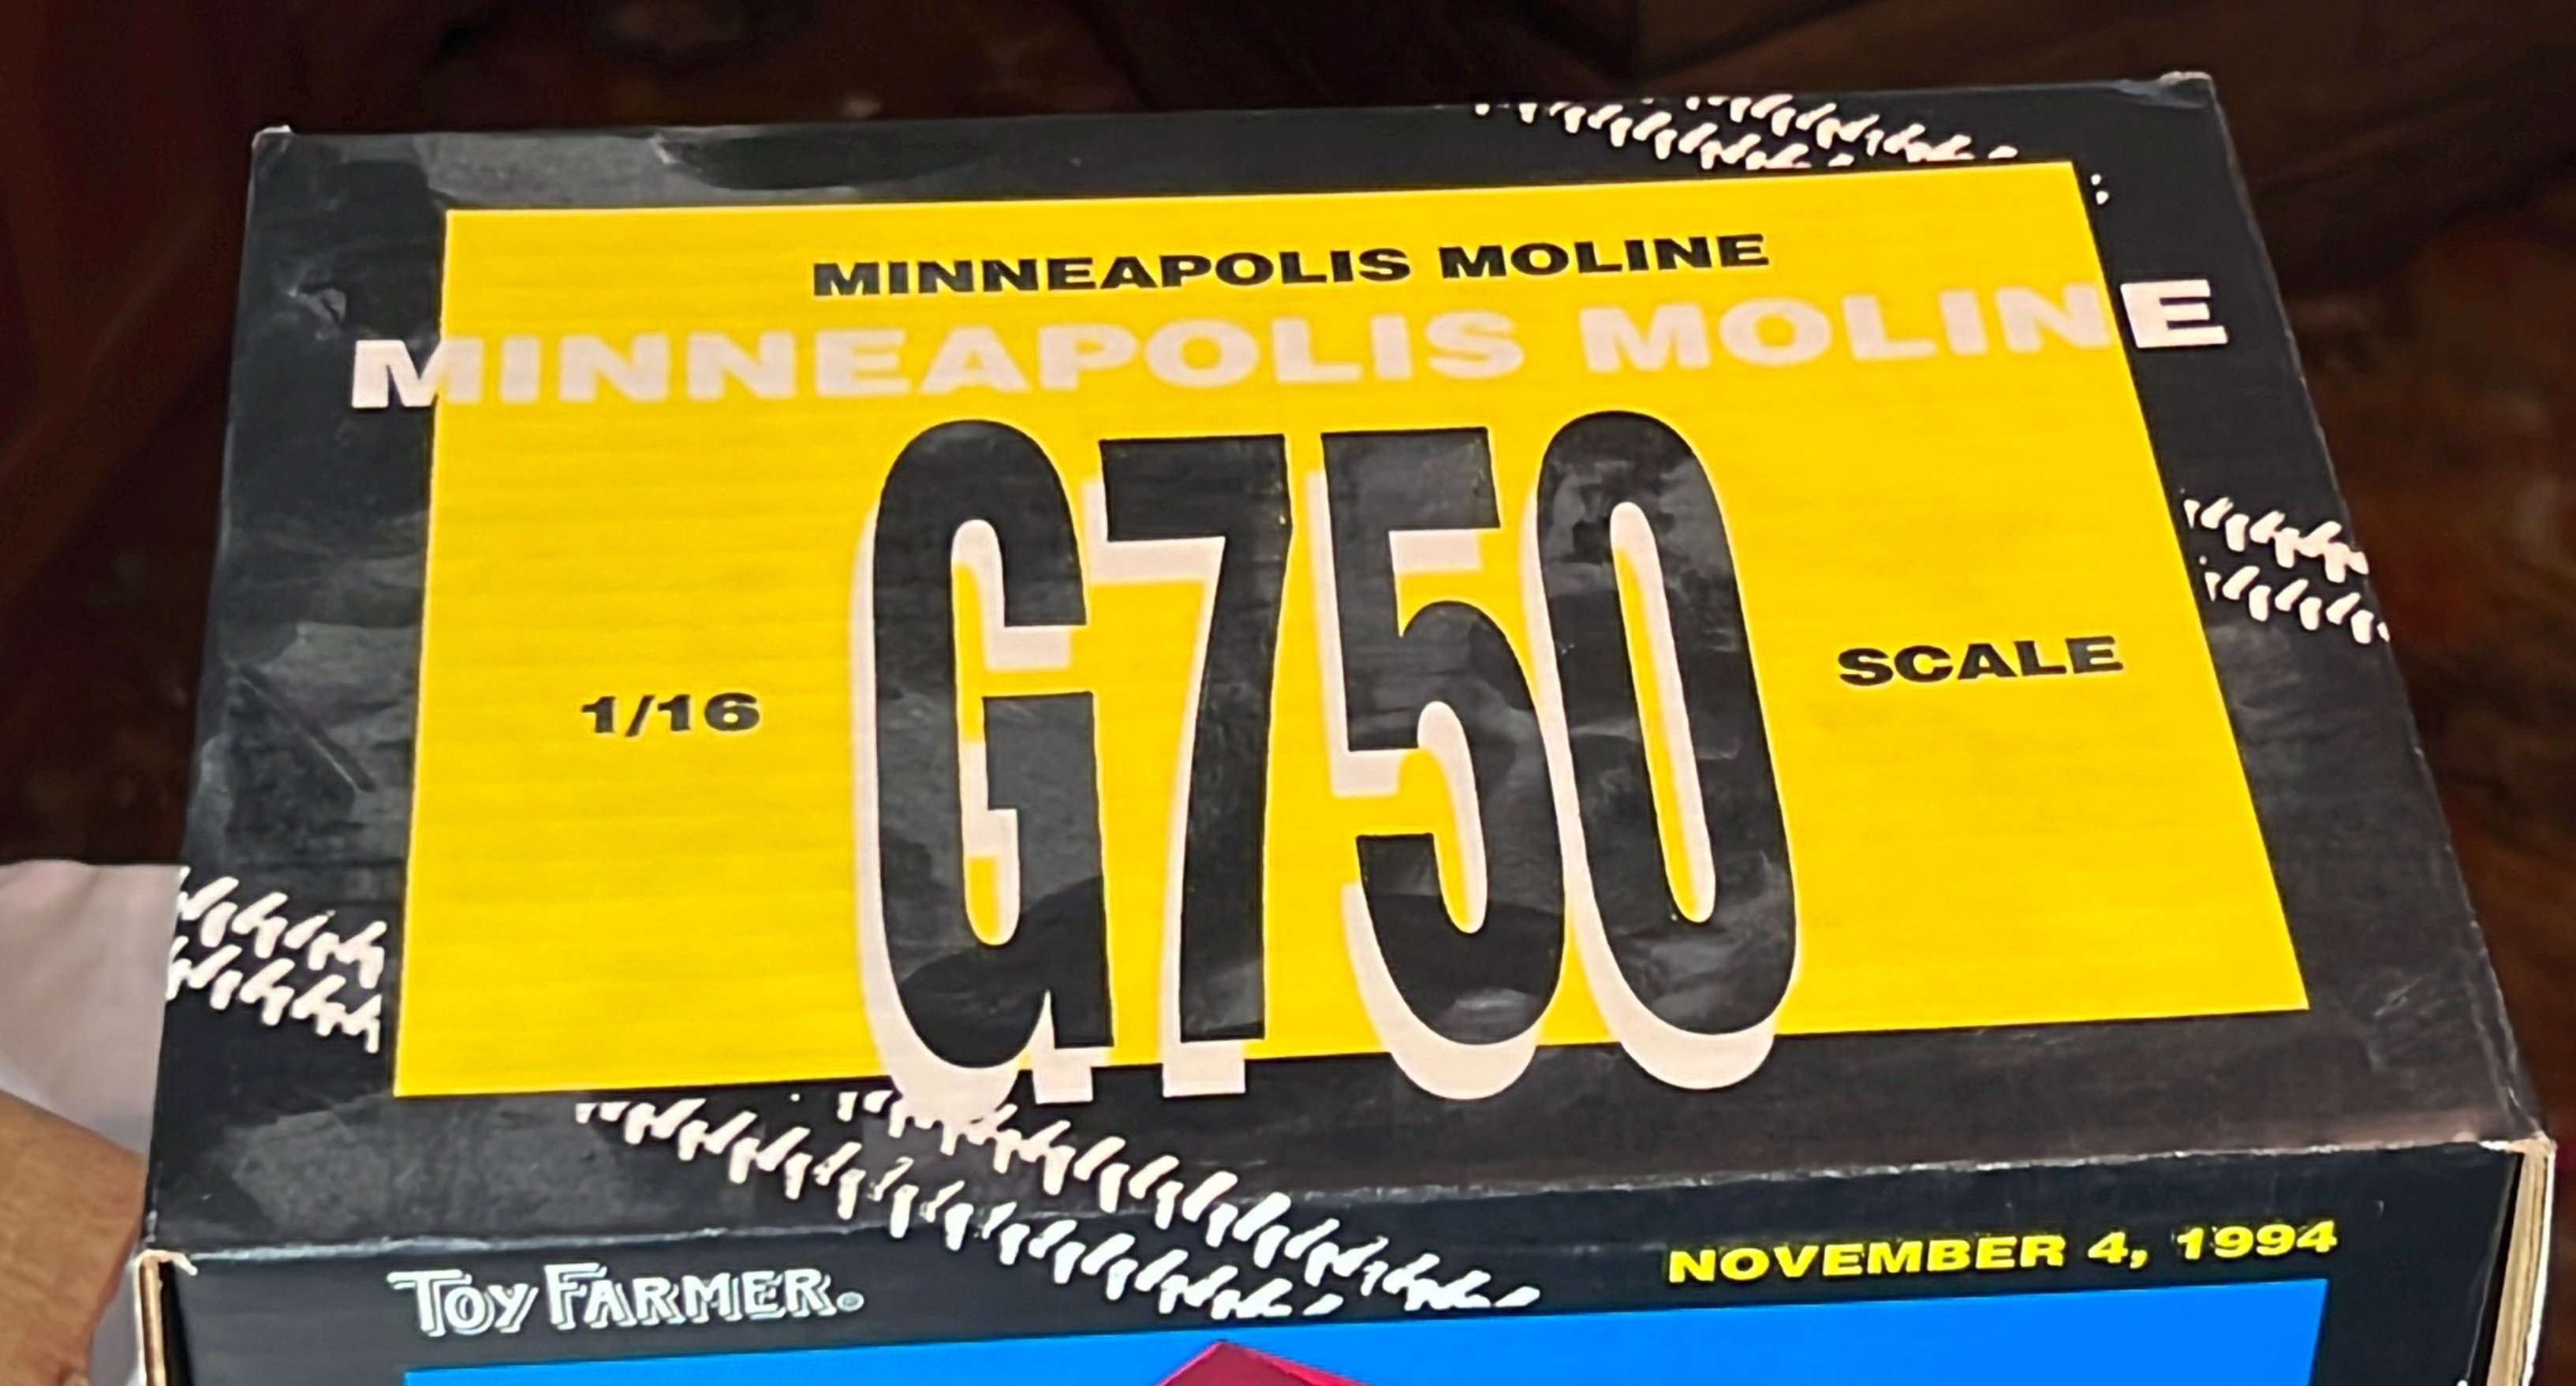 MINNEAPOLIS MOLINE
MINNEAPOLIS MOLINE
1/16 G750 SCALE
TOY FARMER®
NOVEMBER 4, 1994